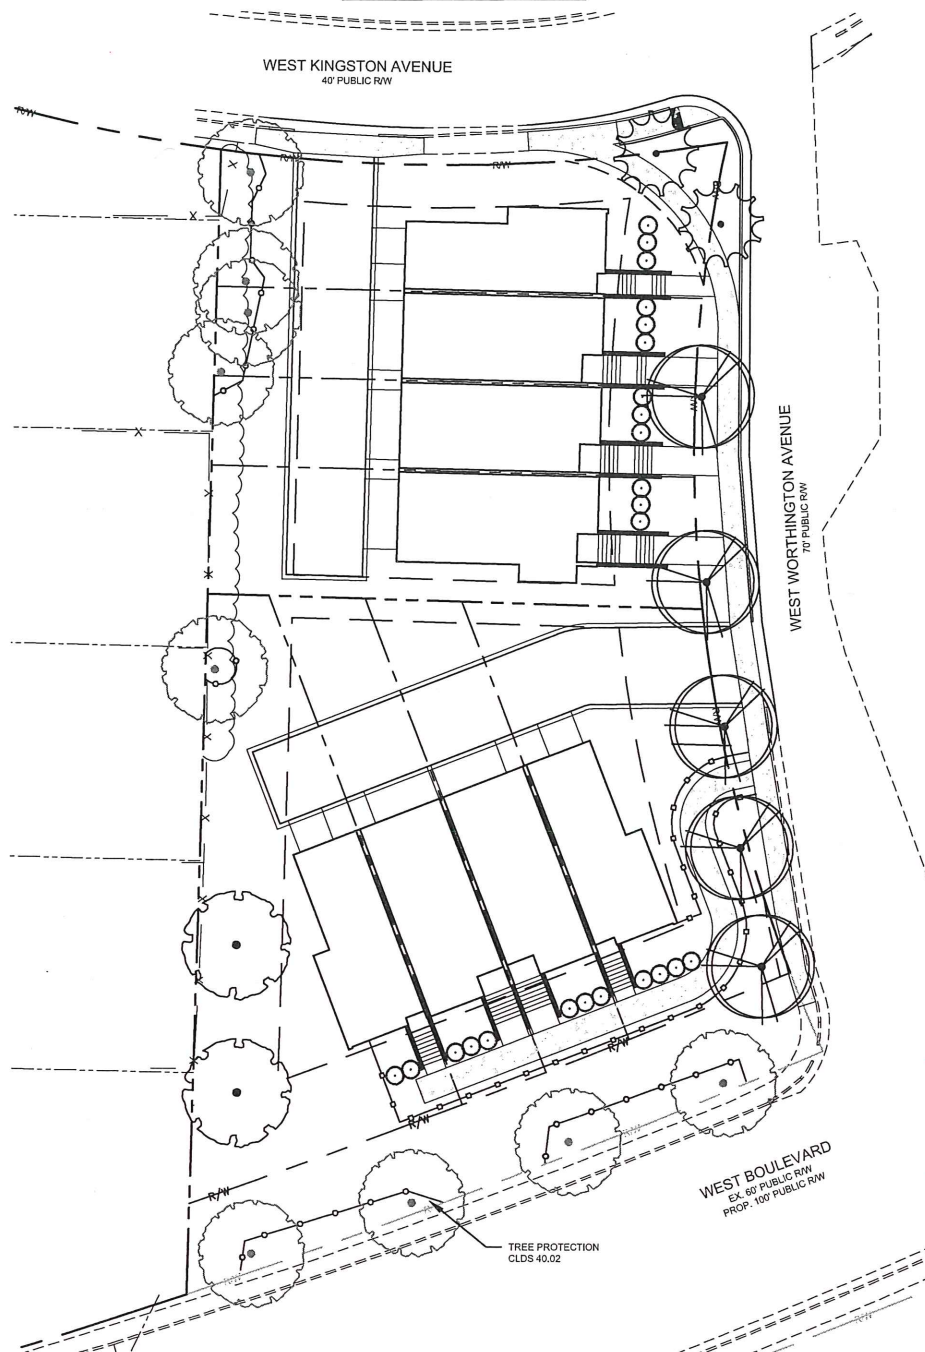 WEST KINGSTON AVENUE
40' PUBLIC R/W
R/W
R/W
R/W
WEST WORTHINGTON AVENUE
70' PUBLIC R/W
R/W
R/W
R/W
R/W
R/W
WEST BOULEVARD
EX. 60' PUBLIC R/W
PROP. 100' PUBLIC R/W
R/W
R/W
TREE PROTECTION
CLDS 40.02
R/W
R/W